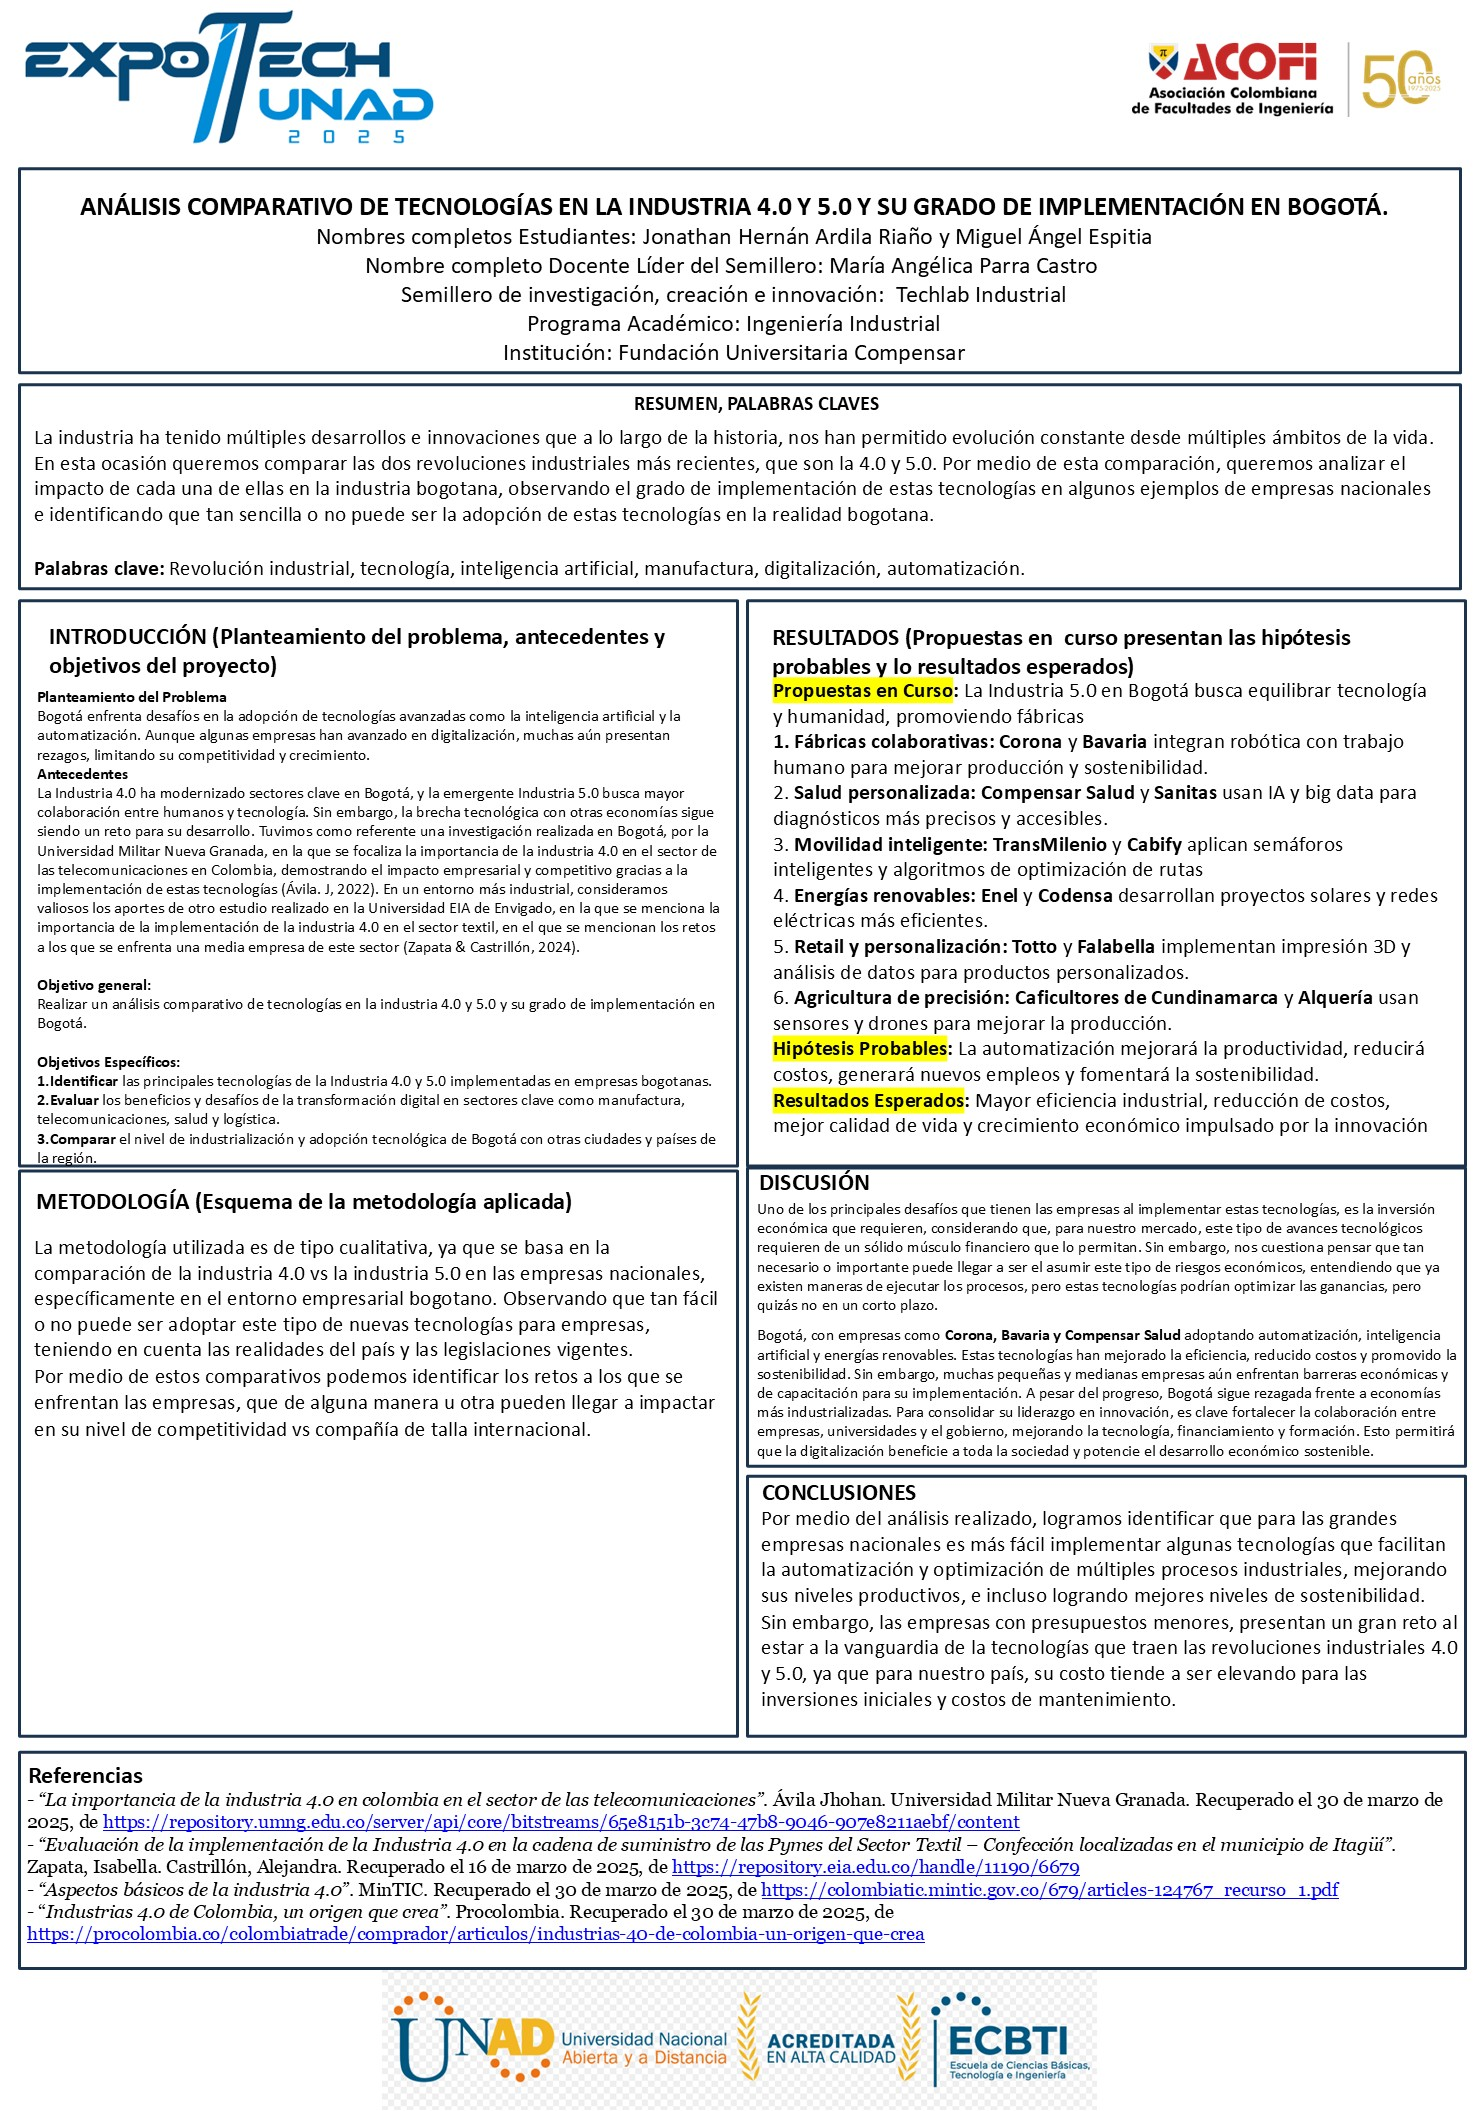 EXPOTECH
UNAD
2025
ACOFI
Asociación Colombiana
de Facultades de Ingeniería
50 años
1975-2025
ANÁLISIS COMPARATIVO DE TECNOLOGÍAS EN LA INDUSTRIA 4.0 Y 5.0 Y SU GRADO DE IMPLEMENTACIÓN EN BOGOTÁ.
Nombres completos Estudiantes: Jonathan Hernán Ardila Riaño y Miguel Ángel Espitia
Nombre completo Docente Líder del Semillero: María Angélica Parra Castro
Semillero de investigación, creación e innovación:  Techlab Industrial
Programa Académico: Ingeniería Industrial
Institución: Fundación Universitaria Compensar
RESUMEN, PALABRAS CLAVES
La industria ha tenido múltiples desarrollos e innovaciones que a lo largo de la historia, nos han permitido evolución constante desde múltiples ámbitos de la vida.
En esta ocasión queremos comparar las dos revoluciones industriales más recientes, que son la 4.0 y 5.0. Por medio de esta comparación, queremos analizar el
impacto de cada una de ellas en la industria bogotana, observando el grado de implementación de estas tecnologías en algunos ejemplos de empresas nacionales
e identificando que tan sencilla o no puede ser la adopción de estas tecnologías en la realidad bogotana.
Palabras clave: Revolución industrial, tecnología, inteligencia artificial, manufactura, digitalización, automatización.
INTRODUCCIÓN (Planteamiento del problema, antecedentes y
objetivos del proyecto)
Planteamiento del Problema
Bogotá enfrenta desafíos en la adopción de tecnologías avanzadas como la inteligencia artificial y la
automatización. Aunque algunas empresas han avanzado en digitalización, muchas aún presentan
rezagos, limitando su competitividad y crecimiento.
Antecedentes
La Industria 4.0 ha modernizado sectores clave en Bogotá, y la emergente Industria 5.0 busca mayor
colaboración entre humanos y tecnología. Sin embargo, la brecha tecnológica con otras economías sigue
siendo un reto para su desarrollo. Tuvimos como referente una investigación realizada en Bogotá, por la
Universidad Militar Nueva Granada, en la que se focaliza la importancia de la industria 4.0 en el sector de
las telecomunicaciones en Colombia, demostrando el impacto empresarial y competitivo gracias a la
implementación de estas tecnologías (Ávila. J, 2022). En un entorno más industrial, consideramos
valiosos los aportes de otro estudio realizado en la Universidad EIA de Envigado, en la que se menciona la
importancia de la implementación de la industria 4.0 en el sector textil, en el que se mencionan los retos
a los que se enfrenta una media empresa de este sector (Zapata & Castrillón, 2024).
Objetivo general:
Realizar un análisis comparativo de tecnologías en la industria 4.0 y 5.0 y su grado de implementación en
Bogotá.
Objetivos Específicos:
1.Identificar las principales tecnologías de la Industria 4.0 y 5.0 implementadas en empresas bogotanas.
2.Evaluar los beneficios y desafíos de la transformación digital en sectores clave como manufactura,
telecomunicaciones, salud y logística.
3.Comparar el nivel de industrialización y adopción tecnológica de Bogotá con otras ciudades y países de
la región.
METODOLOGÍA (Esquema de la metodología aplicada)
La metodología utilizada es de tipo cualitativa, ya que se basa en la
comparación de la industria 4.0 vs la industria 5.0 en las empresas nacionales,
específicamente en el entorno empresarial bogotano. Observando que tan fácil
o no puede ser adoptar este tipo de nuevas tecnologías para empresas,
teniendo en cuenta las realidades del país y las legislaciones vigentes.
Por medio de estos comparativos podemos identificar los retos a los que se
enfrentan las empresas, que de alguna manera u otra pueden llegar a impactar
en su nivel de competitividad vs compañía de talla internacional.
RESULTADOS (Propuestas en  curso presentan las hipótesis
probables y lo resultados esperados)
Propuestas en Curso: La Industria 5.0 en Bogotá busca equilibrar tecnología
y humanidad, promoviendo fábricas
1. Fábricas colaborativas: Corona y Bavaria integran robótica con trabajo
humano para mejorar producción y sostenibilidad.
2. Salud personalizada: Compensar Salud y Sanitas usan IA y big data para
diagnósticos más precisos y accesibles.
3. Movilidad inteligente: TransMilenio y Cabify aplican semáforos
inteligentes y algoritmos de optimización de rutas
4. Energías renovables: Enel y Codensa desarrollan proyectos solares y redes
eléctricas más eficientes.
5. Retail y personalización: Totto y Falabella implementan impresión 3D y
análisis de datos para productos personalizados.
6. Agricultura de precisión: Caficultores de Cundinamarca y Alquería usan
sensores y drones para mejorar la producción.
Hipótesis Probables: La automatización mejorará la productividad, reducirá
costos, generará nuevos empleos y fomentará la sostenibilidad.
Resultados Esperados: Mayor eficiencia industrial, reducción de costos,
mejor calidad de vida y crecimiento económico impulsado por la innovación
DISCUSIÓN
Uno de los principales desafíos que tienen las empresas al implementar estas tecnologías, es la inversión
económica que requieren, considerando que, para nuestro mercado, este tipo de avances tecnológicos
requieren de un sólido músculo financiero que lo permitan. Sin embargo, nos cuestiona pensar que tan
necesario o importante puede llegar a ser el asumir este tipo de riesgos económicos, entendiendo que ya
existen maneras de ejecutar los procesos, pero estas tecnologías podrían optimizar las ganancias, pero
quizás no en un corto plazo.
Bogotá, con empresas como Corona, Bavaria y Compensar Salud adoptando automatización, inteligencia
artificial y energías renovables. Estas tecnologías han mejorado la eficiencia, reducido costos y promovido la
sostenibilidad. Sin embargo, muchas pequeñas y medianas empresas aún enfrentan barreras económicas y
de capacitación para su implementación. A pesar del progreso, Bogotá sigue rezagada frente a economías
más industrializadas. Para consolidar su liderazgo en innovación, es clave fortalecer la colaboración entre
empresas, universidades y el gobierno, mejorando la tecnología, financiamiento y formación. Esto permitirá
que la digitalización beneficie a toda la sociedad y potencie el desarrollo económico sostenible.
CONCLUSIONES
Por medio del análisis realizado, logramos identificar que para las grandes
empresas nacionales es más fácil implementar algunas tecnologías que facilitan
la automatización y optimización de múltiples procesos industriales, mejorando
sus niveles productivos, e incluso logrando mejores niveles de sostenibilidad.
Sin embargo, las empresas con presupuestos menores, presentan un gran reto al
estar a la vanguardia de la tecnologías que traen las revoluciones industriales 4.0
y 5.0, ya que para nuestro país, su costo tiende a ser elevando para las
inversiones iniciales y costos de mantenimiento.
Referencias
- “La importancia de la industria 4.0 en colombia en el sector de las telecomunicaciones”. Ávila Jhohan. Universidad Militar Nueva Granada. Recuperado el 30 de marzo de
2025, de https://repository.umng.edu.co/server/api/core/bitstreams/65e8151b-3c74-47b8-9046-907e8211aebf/content
- “Evaluación de la implementación de la Industria 4.0 en la cadena de suministro de las Pymes del Sector Textil – Confección localizadas en el municipio de Itagüí”.
Zapata, Isabella. Castrillón, Alejandra. Recuperado el 16 de marzo de 2025, de https://repository.eia.edu.co/handle/11190/6679
- “Aspectos básicos de la industria 4.0”. MinTIC. Recuperado el 30 de marzo de 2025, de https://colombiatic.mintic.gov.co/679/articles-124767_recurso_1.pdf
- “Industrias 4.0 de Colombia, un origen que crea”. Procolombia. Recuperado el 30 de marzo de 2025, de
https://procolombia.co/colombiatrade/comprador/articulos/industrias-40-de-colombia-un-origen-que-crea
UNAD
Universidad Nacional
Abierta y a Distancia
ACREDITADA
EN ALTA CALIDAD
ECBTI
Escuela de Ciencias Básicas,
Tecnología e Ingeniería